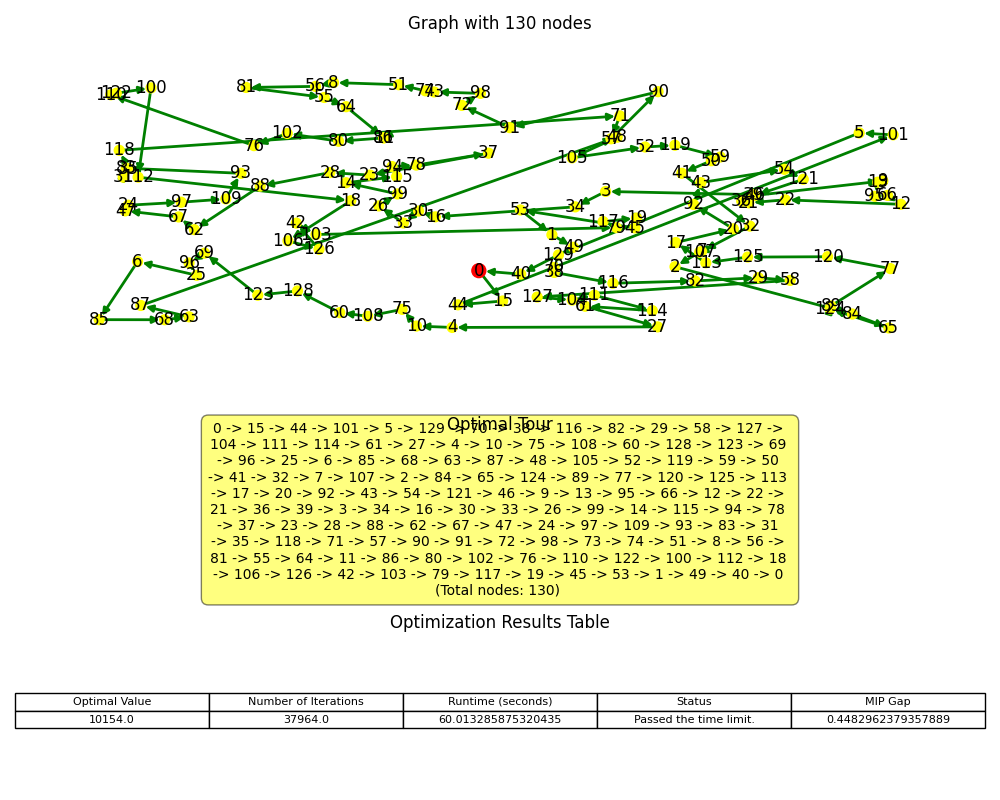 Graph with 130 nodes
110 122 100 81 56 8 51 74 73 98 90
55 64 72 71
118 76 102 80 91 48 5 101
93 88 28 23 94 78 37 105 52 119 59
112 14 115 41 50 43 54 121 13 9
24 97 109 18 26 99 3 92 22 66 12
47 67 62 42 33 30 16 53 34 117 19
106 103 126 1 79 45 17 20 32
6 96 69 49 129 107 113 125 120
25 0 40 38 116 2 82 29 58 77
87 123 128 44 15 127 104 111
85 68 63 60 108 75 10 4 61 114 27 89 84 65
Optimal Tour
0 -> 15 -> 44 -> 101 -> 5 -> 129 -> 70 -> 38 -> 116 -> 82 -> 29 -> 58 -> 127 ->
104 -> 111 -> 114 -> 61 -> 27 -> 4 -> 10 -> 75 -> 108 -> 60 -> 128 -> 123 -> 69
-> 96 -> 25 -> 6 -> 85 -> 68 -> 63 -> 87 -> 48 -> 105 -> 52 -> 119 -> 59 -> 50
-> 41 -> 32 -> 7 -> 107 -> 2 -> 84 -> 65 -> 124 -> 89 -> 77 -> 120 -> 125 -> 113
-> 17 -> 20 -> 92 -> 43 -> 54 -> 121 -> 46 -> 9 -> 13 -> 95 -> 66 -> 12 -> 22 ->
21 -> 36 -> 39 -> 3 -> 34 -> 16 -> 30 -> 33 -> 26 -> 99 -> 14 -> 115 -> 94 -> 78
-> 37 -> 23 -> 28 -> 88 -> 62 -> 67 -> 47 -> 24 -> 97 -> 109 -> 93 -> 83 -> 31
-> 35 -> 118 -> 71 -> 57 -> 90 -> 91 -> 72 -> 98 -> 73 -> 74 -> 51 -> 8 -> 56 ->
81 -> 55 -> 64 -> 11 -> 86 -> 80 -> 102 -> 76 -> 110 -> 122 -> 100 -> 112 -> 18
-> 106 -> 126 -> 42 -> 103 -> 79 -> 117 -> 19 -> 45 -> 53 -> 1 -> 49 -> 40 -> 0
(Total nodes: 130)
Optimization Results Table
Optimal Value Number of Iterations Runtime (seconds) Status MIP Gap
10154.0 37964.0 60.013285875320435 Passed the time limit. 0.4482962379357889